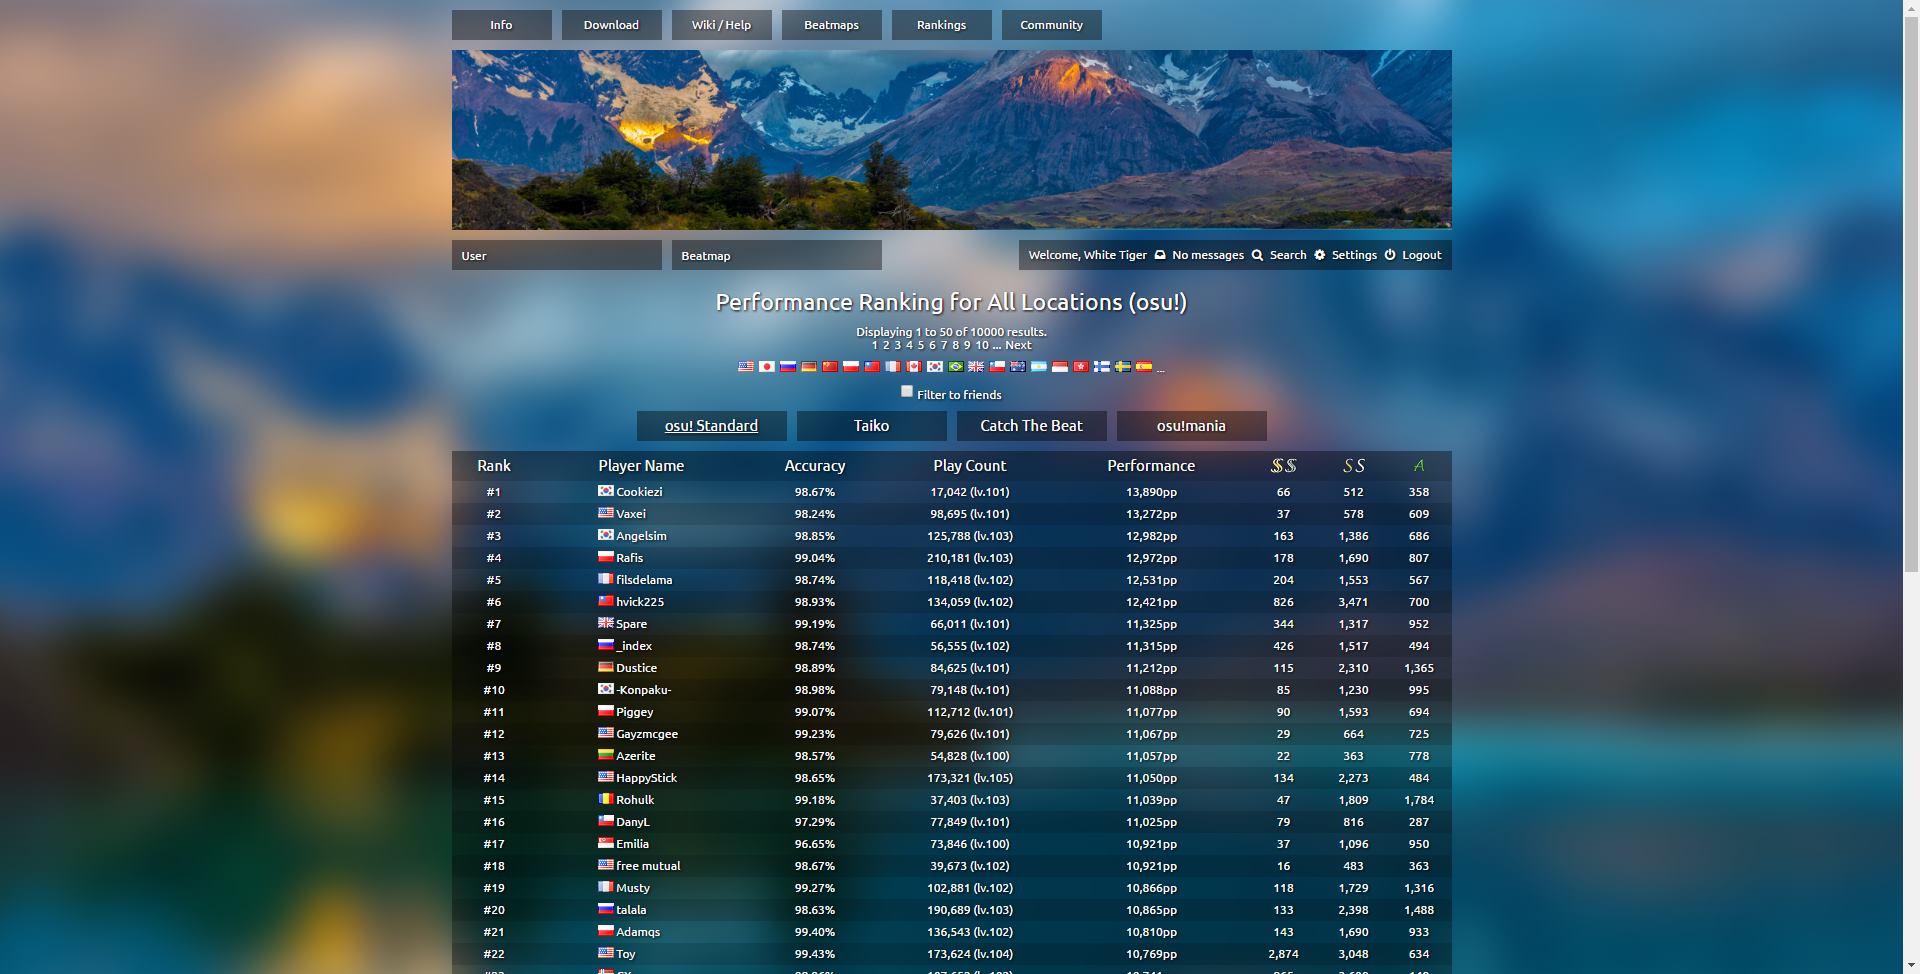 Info Download Wiki / Help Beatmaps Rankings Community
User Beatmap Welcome, White Tiger No messages Search Settings Logout
Performance Ranking for All Locations (osu!)
Displaying 1 to 50 of 10000 results.
1 2 3 4 5 6 7 8 9 10 ... Next
...
Filter to friends
osu! Standard Taiko Catch The Beat osu!mania
Rank Player Name Accuracy Play Count Performance SS SS A
#1 Cookiezi 98.67% 17,042 (lv.101) 13,890pp 66 512 358
#2 Vaxei 98.24% 98,695 (lv.101) 13,272pp 37 578 609
#3 Angelsim 98.85% 125,788 (lv.103) 12,982pp 163 1,386 686
#4 Rafis 99.04% 210,181 (lv.103) 12,972pp 178 1,690 807
#5 filsdelama 98.74% 118,418 (lv.102) 12,531pp 204 1,553 567
#6 hvick225 98.93% 134,059 (lv.102) 12,421pp 826 3,471 700
#7 Spare 99.19% 66,011 (lv.101) 11,325pp 344 1,317 952
#8 _index 98.74% 56,555 (lv.102) 11,315pp 426 1,517 494
#9 Dustice 98.89% 84,625 (lv.101) 11,212pp 115 2,310 1,365
#10 -Konpaku- 98.98% 79,148 (lv.101) 11,088pp 85 1,230 995
#11 Piggey 99.07% 112,712 (lv.101) 11,077pp 90 1,593 694
#12 Gayzmcgee 99.23% 79,626 (lv.101) 11,067pp 29 664 725
#13 Azerite 98.57% 54,828 (lv.100) 11,057pp 22 363 778
#14 HappyStick 98.65% 173,321 (lv.105) 11,050pp 134 2,273 484
#15 Rohulk 99.18% 37,403 (lv.103) 11,039pp 47 1,809 1,784
#16 DanyL 97.29% 77,849 (lv.101) 11,025pp 79 816 287
#17 Emilia 96.65% 73,846 (lv.100) 10,921pp 37 1,096 950
#18 free mutual 98.67% 39,673 (lv.102) 10,921pp 16 483 363
#19 Musty 99.27% 102,881 (lv.102) 10,866pp 118 1,729 1,316
#20 talala 98.63% 190,689 (lv.103) 10,865pp 133 2,398 1,488
#21 Adamqs 99.40% 136,543 (lv.102) 10,810pp 143 1,690 933
#22 Toy 99.43% 173,624 (lv.104) 10,769pp 2,874 3,048 634